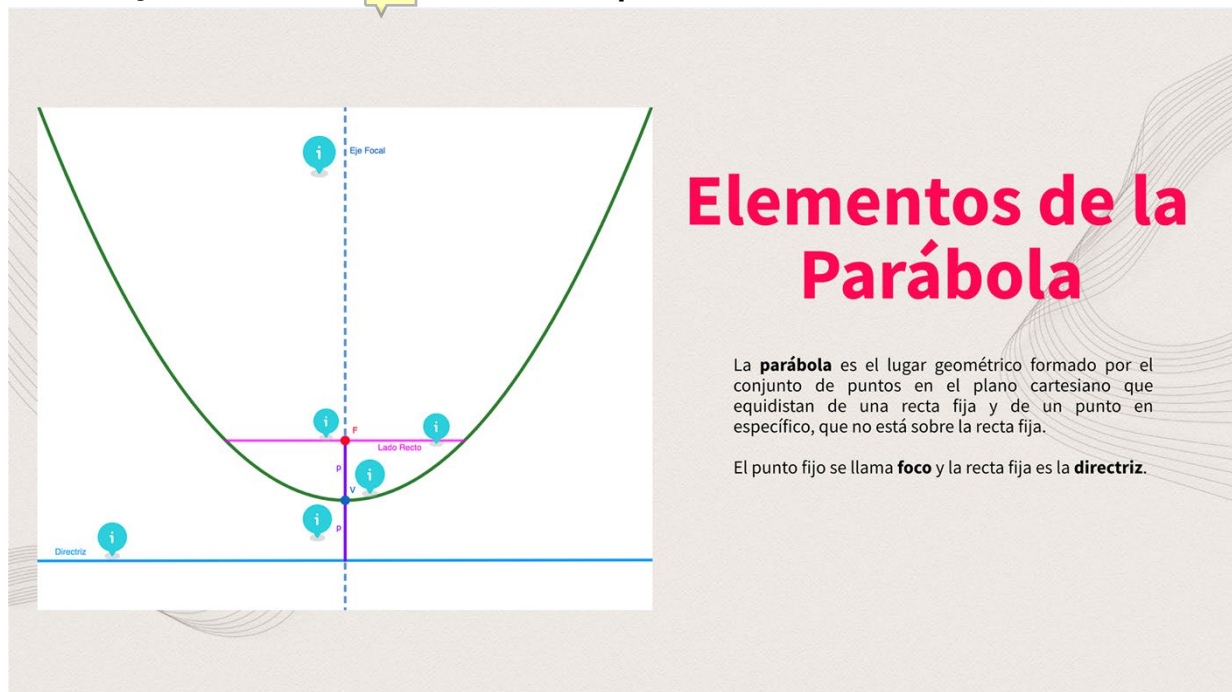 Eje Focal
F
Lado Recto
p
V
p
Directriz
Elementos de la
Parábola
La parábola es el lugar geométrico formado por el
conjunto de puntos en el plano cartesiano que
equidistan de una recta fija y de un punto en
específico, que no está sobre la recta fija.
El punto fijo se llama foco y la recta fija es la directriz.